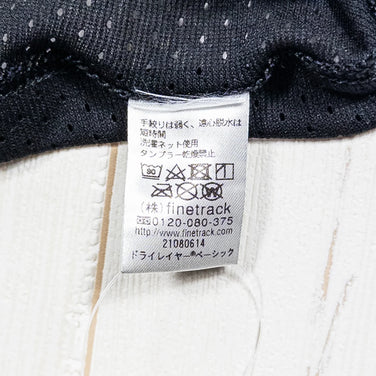 手絞りは弱く、遠心脱水は
短時間
洗濯ネット使用
タンブラー乾燥禁止
(株)finetrack
0120-080-375
http://www.finetrack.com
21080614
ドライレイヤー®ベーシック